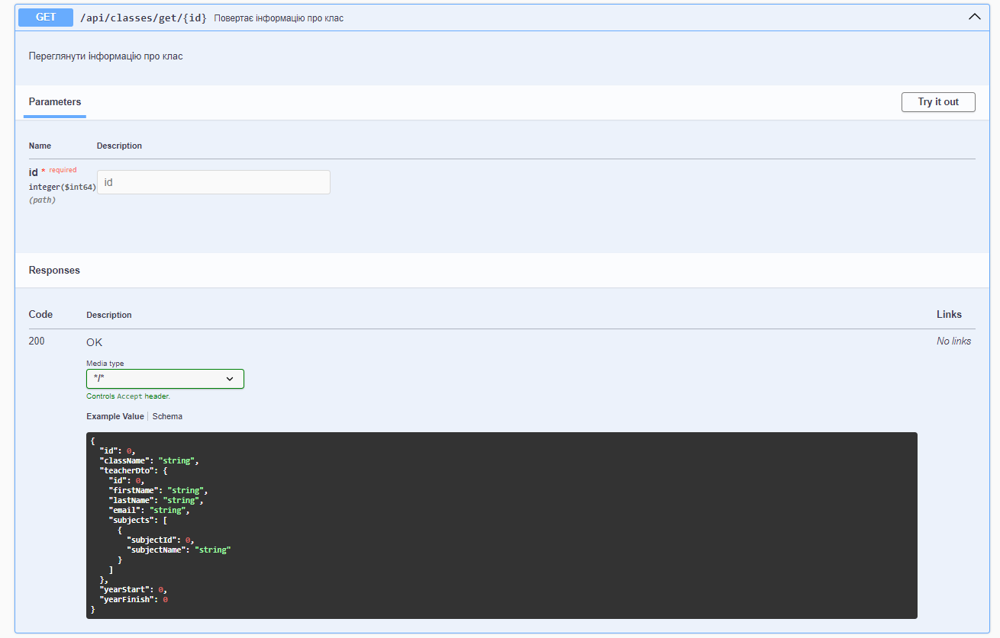 GET /api/classes/get/{id} Повертає інформацію про клас
Переглянути інформацію про клас
Parameters
Try it out
Name Description
id * required
integer($int64)
(path)
id
Responses
Code Description Links
200 OK No links
Media type
*/*
Controls Accept header.
Example Value Schema
{
  "id": 0,
  "className": "string",
  "teacherDto": {
    "id": 0,
    "firstName": "string",
    "lastName": "string",
    "email": "string",
    "subjects": [
      {
        "subjectId": 0,
        "subjectName": "string"
      }
    ]
  },
  "yearStart": 0,
  "yearFinish": 0
}